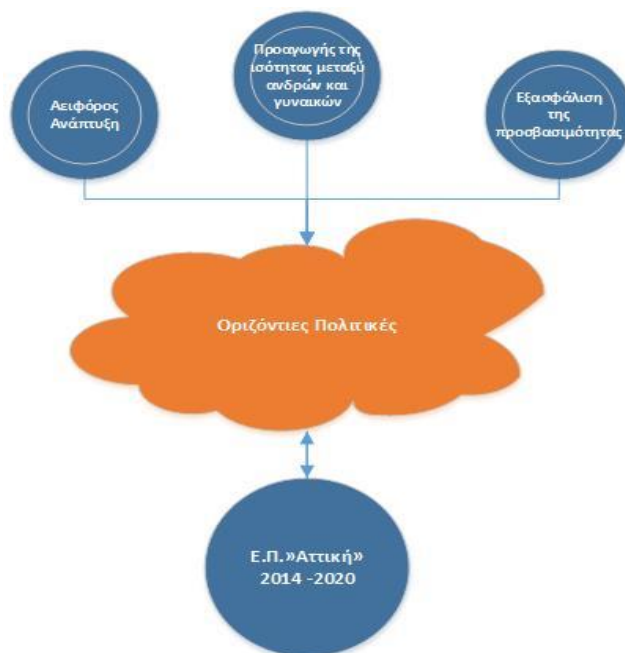 Αειφόρος
Ανάπτυξη
Προαγωγής της
ισότητας μεταξύ
ανδρών και
γυναικών
Εξασφάλιση
της
προσβασιμότητας
Οριζόντιες Πολιτικές
Ε.Π.»Αττική»
2014 -2020